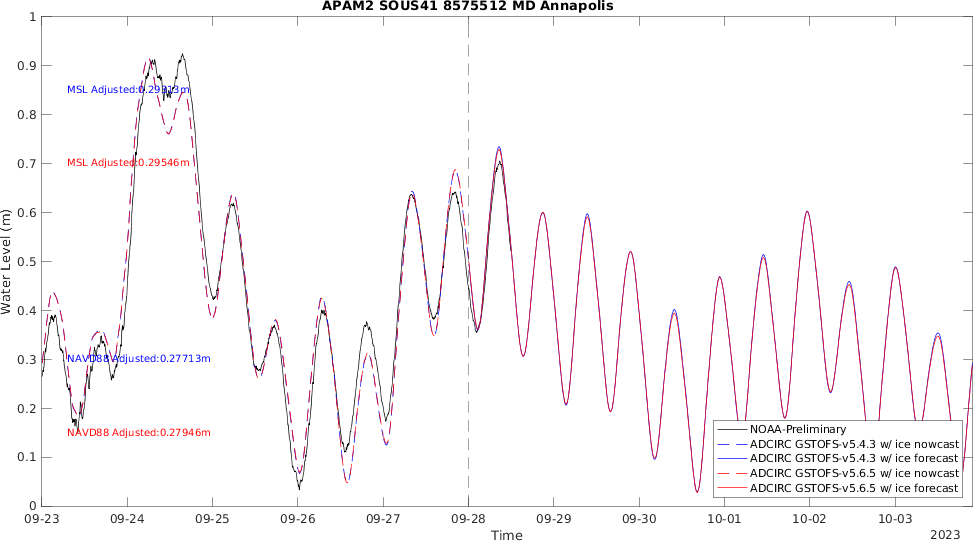 APAM2 SOUS41 8575512 MD Annapolis
Water Level (m)
1
0.9
0.8
0.7
0.6
0.5
0.4
0.3
0.2
0.1
0
MSL Adjusted:0.29313m
MSL Adjusted:0.29546m
NAVD88 Adjusted:0.27713m
NAVD88 Adjusted:0.27946m
NOAA-Preliminary
ADCIRC GSTOFS-v5.4.3 w/ ice nowcast
ADCIRC GSTOFS-v5.4.3 w/ ice forecast
ADCIRC GSTOFS-v5.6.5 w/ ice nowcast
ADCIRC GSTOFS-v5.6.5 w/ ice forecast
09-23 09-24 09-25 09-26 09-27 09-28 09-29 09-30 10-01 10-02 10-03
Time
2023